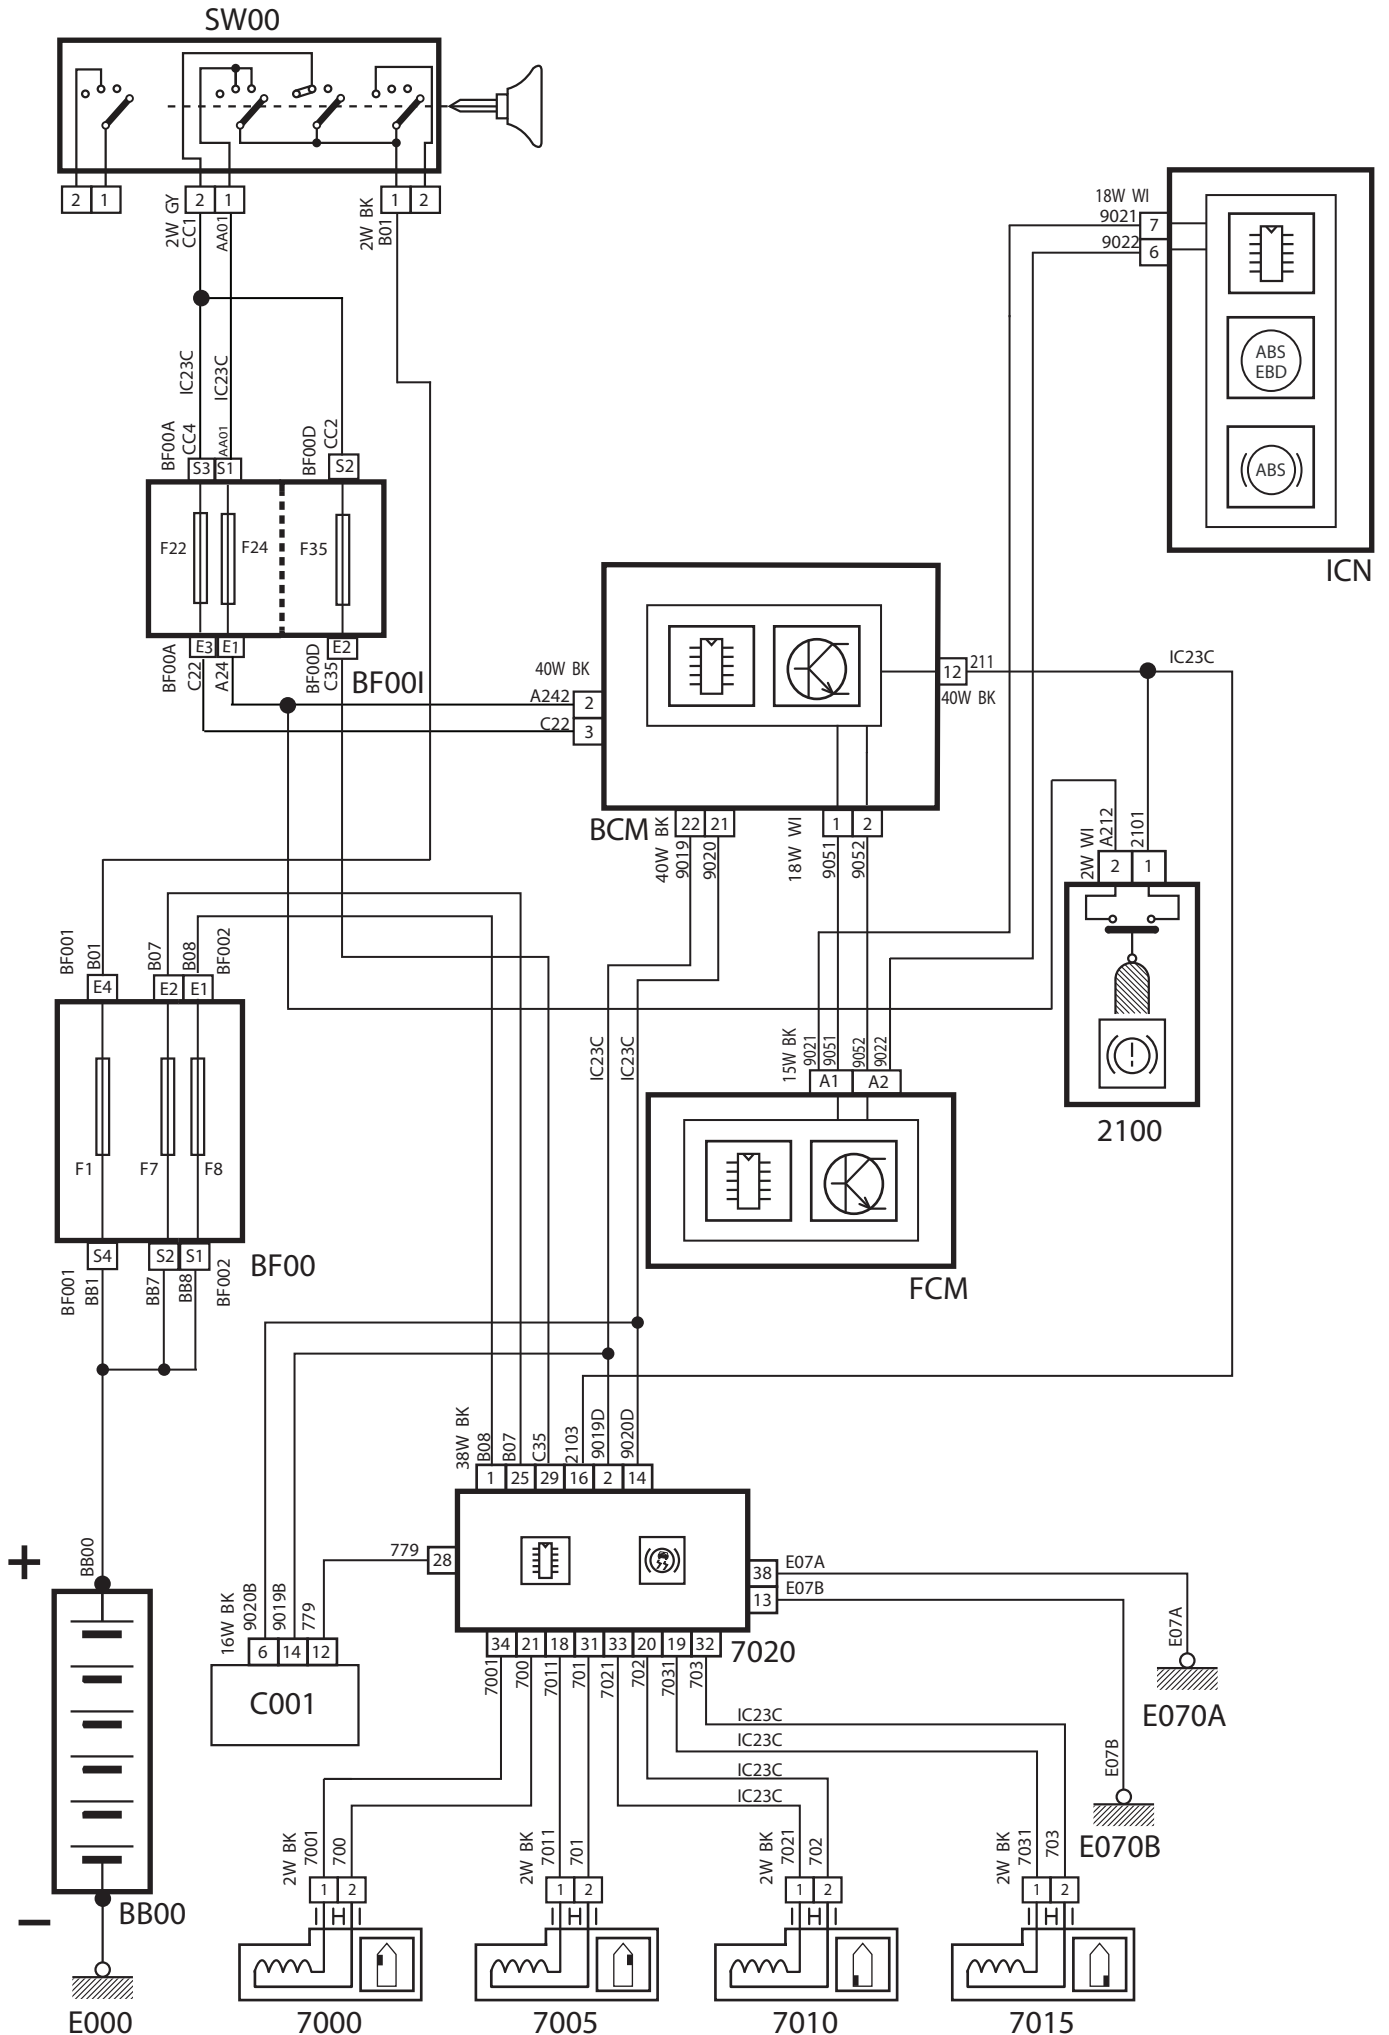 SW00
2 1
2 1
1 2
2W GY
CC1
AA01
2W BK
B01
18W WI
9021
9022
7
6
ABS
EBD
ABS
ICN
IC23C
IC23C
BF00A
CC4
AA01
BF00D
CC2
S3 S1
S2
F22
F24
F35
E3 E1
E2
BF00A
C22
A24
BF00D
C35
BF00I
40W BK
A242
2
C22
3
12
211
40W BK
IC23C
BCM
22 21
1 2
40W BK
9019
9020
18W WI
9051
9052
2W WI
A212
2101
2 1
2100
BF001
B01
B07
B08
BF002
E4
E2 E1
F1
F7
F8
S4
S2 S1
BF001
BB1
BB7
BB8
BF002
BF00
IC23C
IC23C
15W BK
9021
9051
9052
9022
A1 A2
FCM
38W BK
B08
B07
C35
2103
9019D
9020D
1 25 29 16 2 14
779
28
38
E07A
13
E07B
34 21 18 31 33 20 19 32
7020
7001
700
7011
701
7021
702
7031
703
16W BK
9020B
9019B
779
6 14 12
C001
+
BB00
−
BB00
E000
E07A
E070A
E07B
E070B
IC23C
IC23C
IC23C
IC23C
2W BK
7001
700
1 2
2W BK
7011
701
1 2
2W BK
7021
702
1 2
2W BK
7031
703
1 2
7000
7005
7010
7015